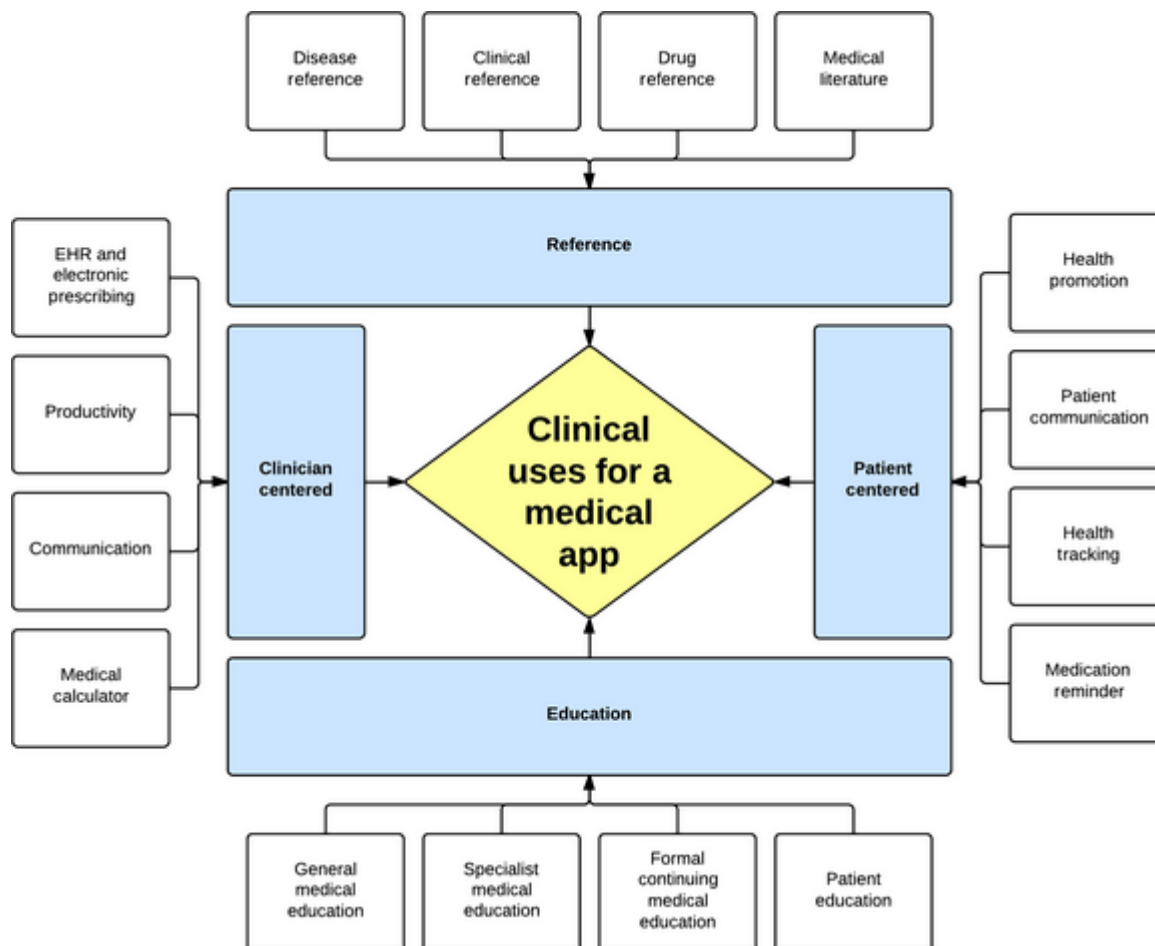 Disease
reference
Clinical
reference
Drug
reference
Medical
literature
Reference
EHR and
electronic
prescribing
Productivity
Communication
Medical
calculator
Clinician
centered
Clinical
uses for a
medical
app
Patient
centered
Health
promotion
Patient
communication
Health
tracking
Medication
reminder
Education
General
medical
education
Specialist
medical
education
Formal
continuing
medical
education
Patient
education